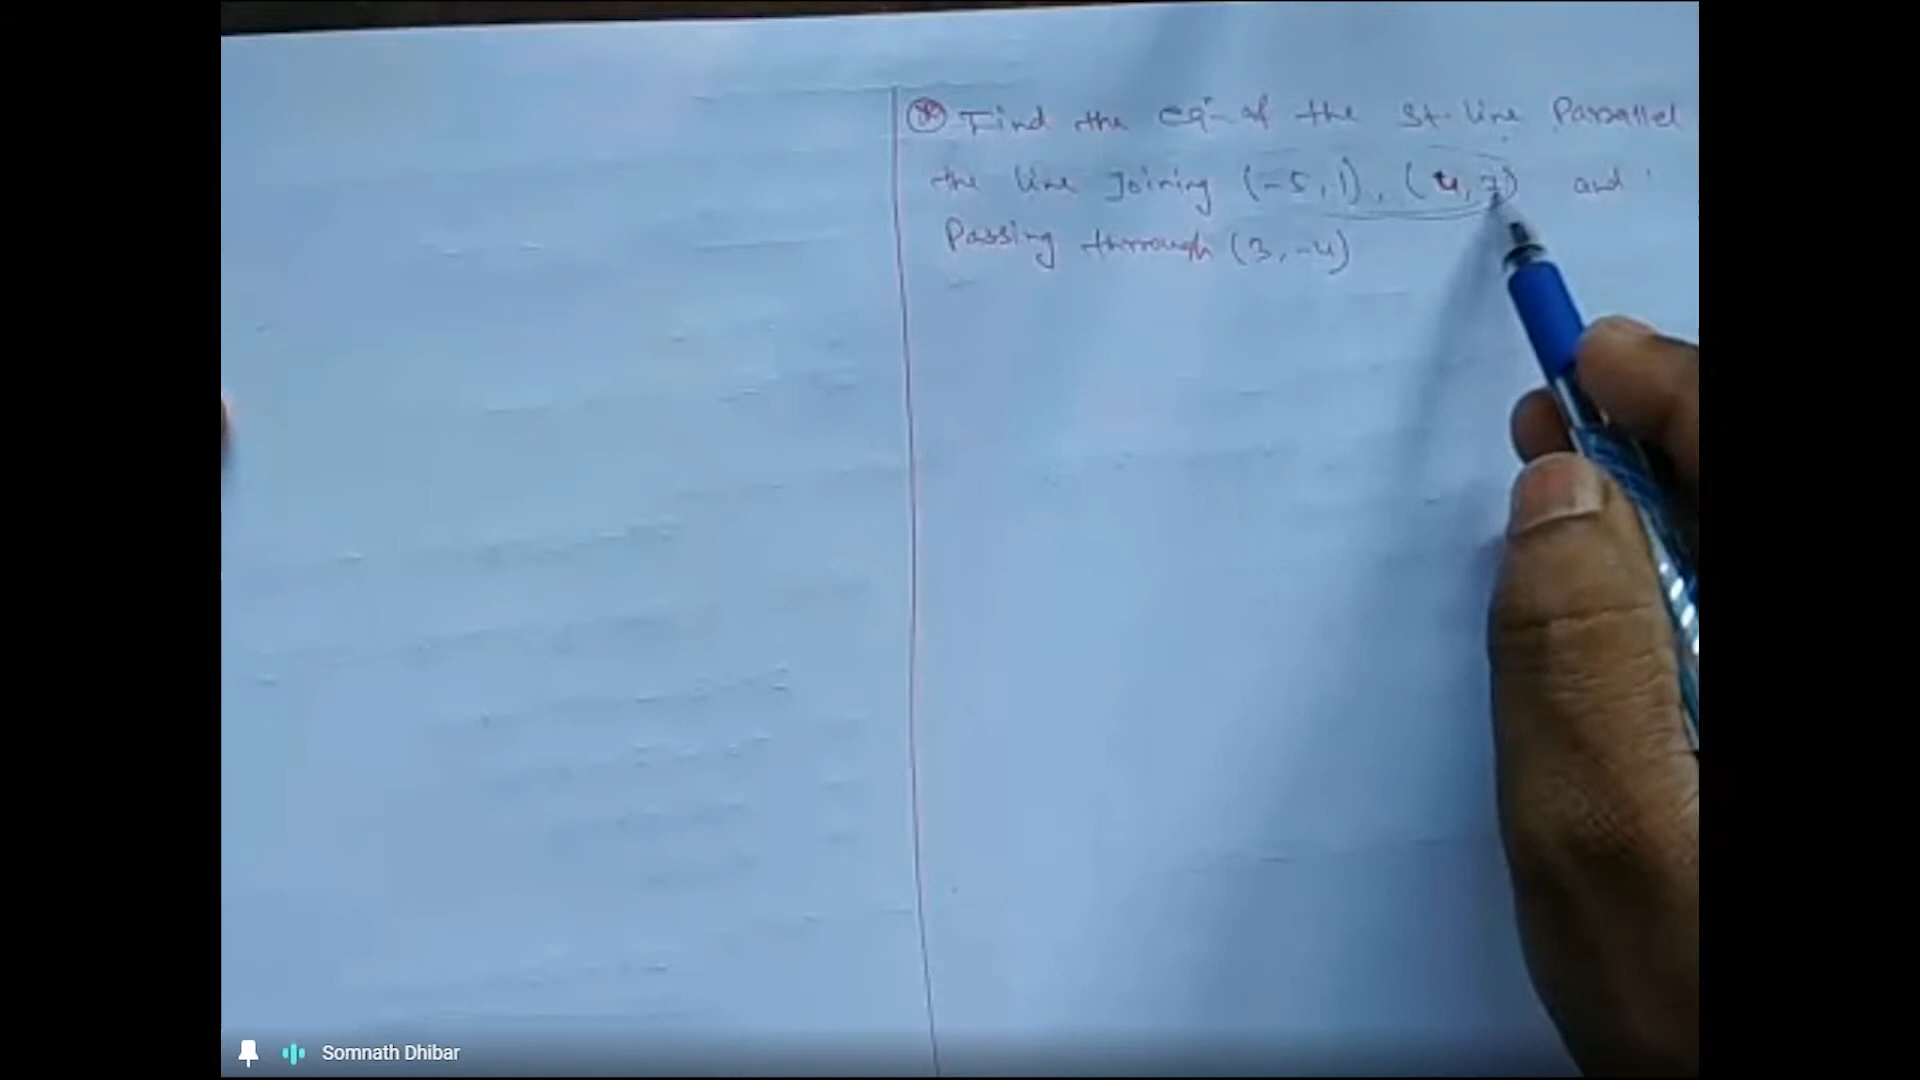 Find the eqn of the st. line Parallel
the line Joining (-5,1), (4,7) and
Passing through (3,-4)
Somnath Dhibar